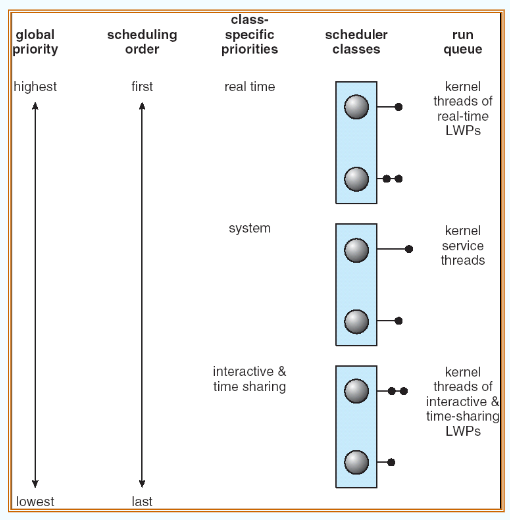 global
priority
scheduling
order
class-
specific
priorities
scheduler
classes
run
queue
highest
first
real time
kernel
threads of
real-time
LWPs
system
kernel
service
threads
interactive &
time sharing
kernel
threads of
interactive &
time-sharing
LWPs
lowest
last